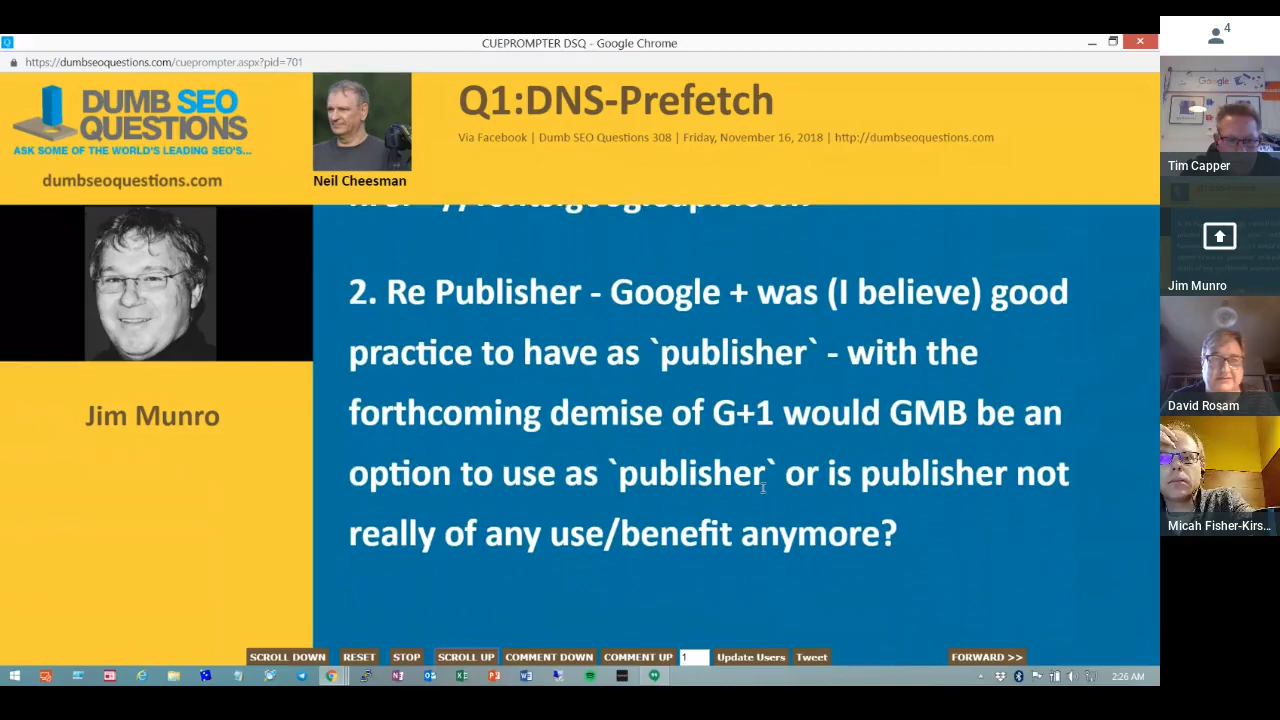 CUEPROMPTER DSQ - Google Chrome
https://dumbseoquestions.com/cueprompter.aspx?pid=701
DUMB SEO
QUESTIONS
ASK SOME OF THE WORLD'S LEADING SEO'S...
dumbseoquestions.com
Neil Cheesman
Q1:DNS-Prefetch
Via Facebook | Dumb SEO Questions 308 | Friday, November 16, 2018 | http://dumbseoquestions.com
Jim Munro
2. Re Publisher - Google + was (I believe) good
practice to have as `publisher` - with the
forthcoming demise of G+1 would GMB be an
option to use as `publisher` or is publisher not
really of any use/benefit anymore?
SCROLL DOWN
RESET
STOP
SCROLL UP
COMMENT DOWN
COMMENT UP
1
Update Users
Tweet
FORWARD >>
2:26 AM
4
Google
Tim Capper
Q1:DNS-Prefetch
Jim Munro
David Rosam
Micah Fisher-Kirs...